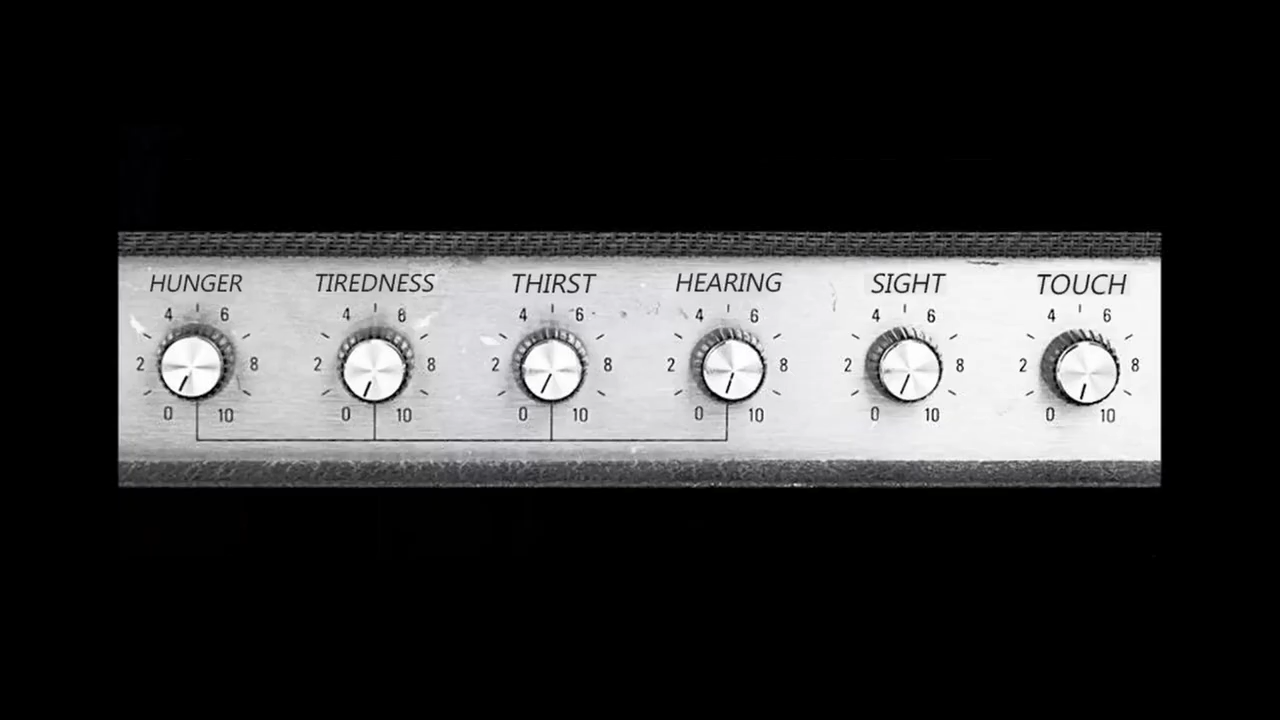 HUNGER TIREDNESS THIRST HEARING SIGHT TOUCH
4 6 4 6 4 6 4 6 4 6 4 6
2 8 2 8 2 8 2 8 2 8 2 8
0 10 0 10 0 10 0 10 0 10 0 10